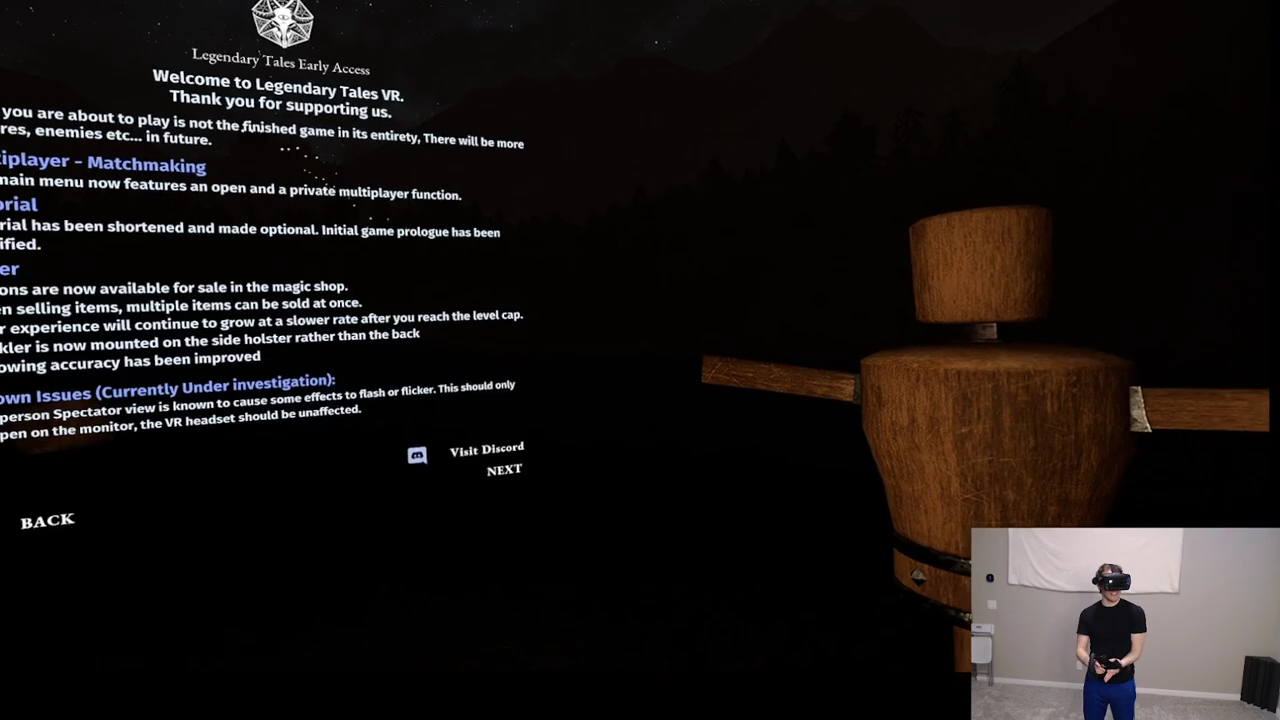 Legendary Tales Early Access
Welcome to Legendary Tales VR.
Thank you for supporting us.
you are about to play is not the finished game in its entirety, There will be more
res, enemies etc... in future.
iplayer - Matchmaking
main menu now features an open and a private multiplayer function.
orial
rial has been shortened and made optional. Initial game prologue has been
ified.
er
ons are now available for sale in the magic shop.
en selling items, multiple items can be sold at once.
r experience will continue to grow at a slower rate after you reach the level cap.
kler is now mounted on the side holster rather than the back
owing accuracy has been improved
own Issues (Currently Under investigation):
person Spectator view is known to cause some effects to flash or flicker. This should only
pen on the monitor, the VR headset should be unaffected.
Visit Discord
NEXT
BACK